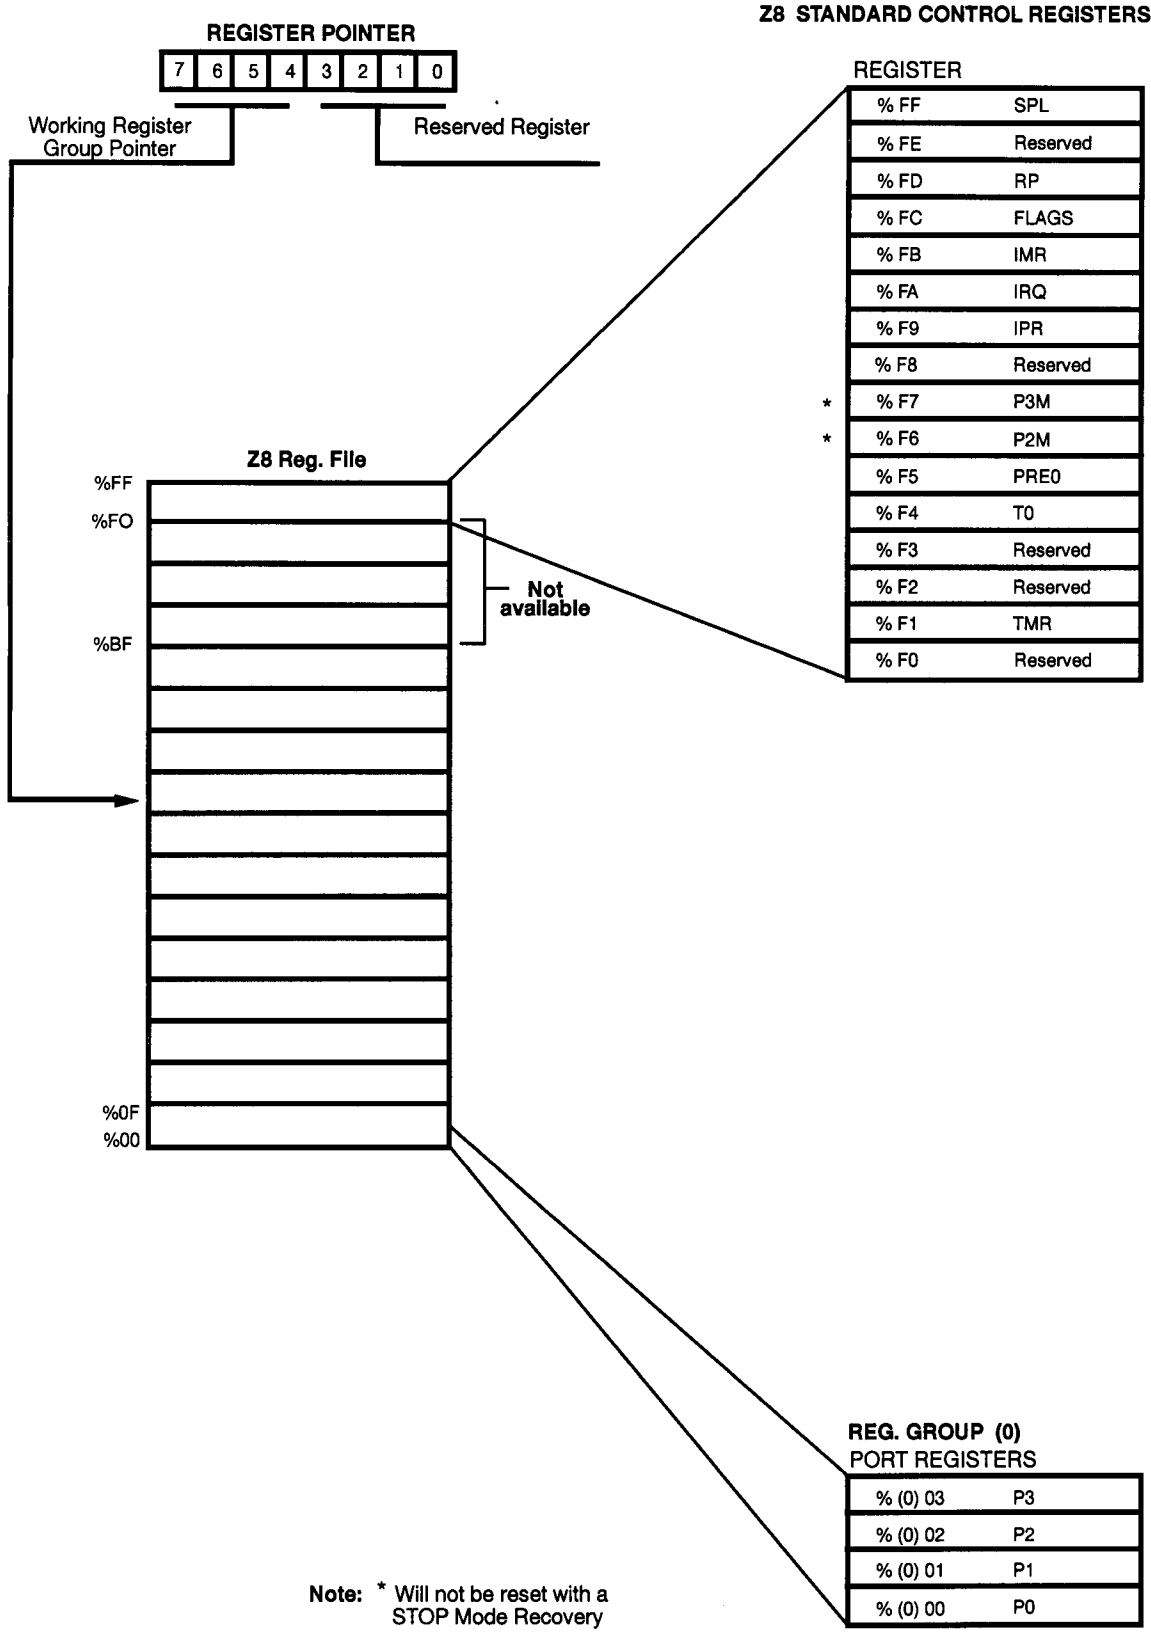 Z8 STANDARD CONTROL REGISTERS
REGISTER POINTER
7 6 5 4 3 2 1 0
Working Register
Group Pointer
Reserved Register
REGISTER
% FF SPL
% FE Reserved
% FD RP
% FC FLAGS
% FB IMR
% FA IRQ
% F9 IPR
% F8 Reserved
* % F7 P3M
* % F6 P2M
% F5 PRE0
% F4 T0
% F3 Reserved
% F2 Reserved
% F1 TMR
% F0 Reserved
Z8 Reg. File
%FF
%FO
Not
available
%BF
%0F
%00
REG. GROUP (0)
PORT REGISTERS
% (0) 03 P3
% (0) 02 P2
% (0) 01 P1
% (0) 00 P0
Note: * Will not be reset with a
STOP Mode Recovery